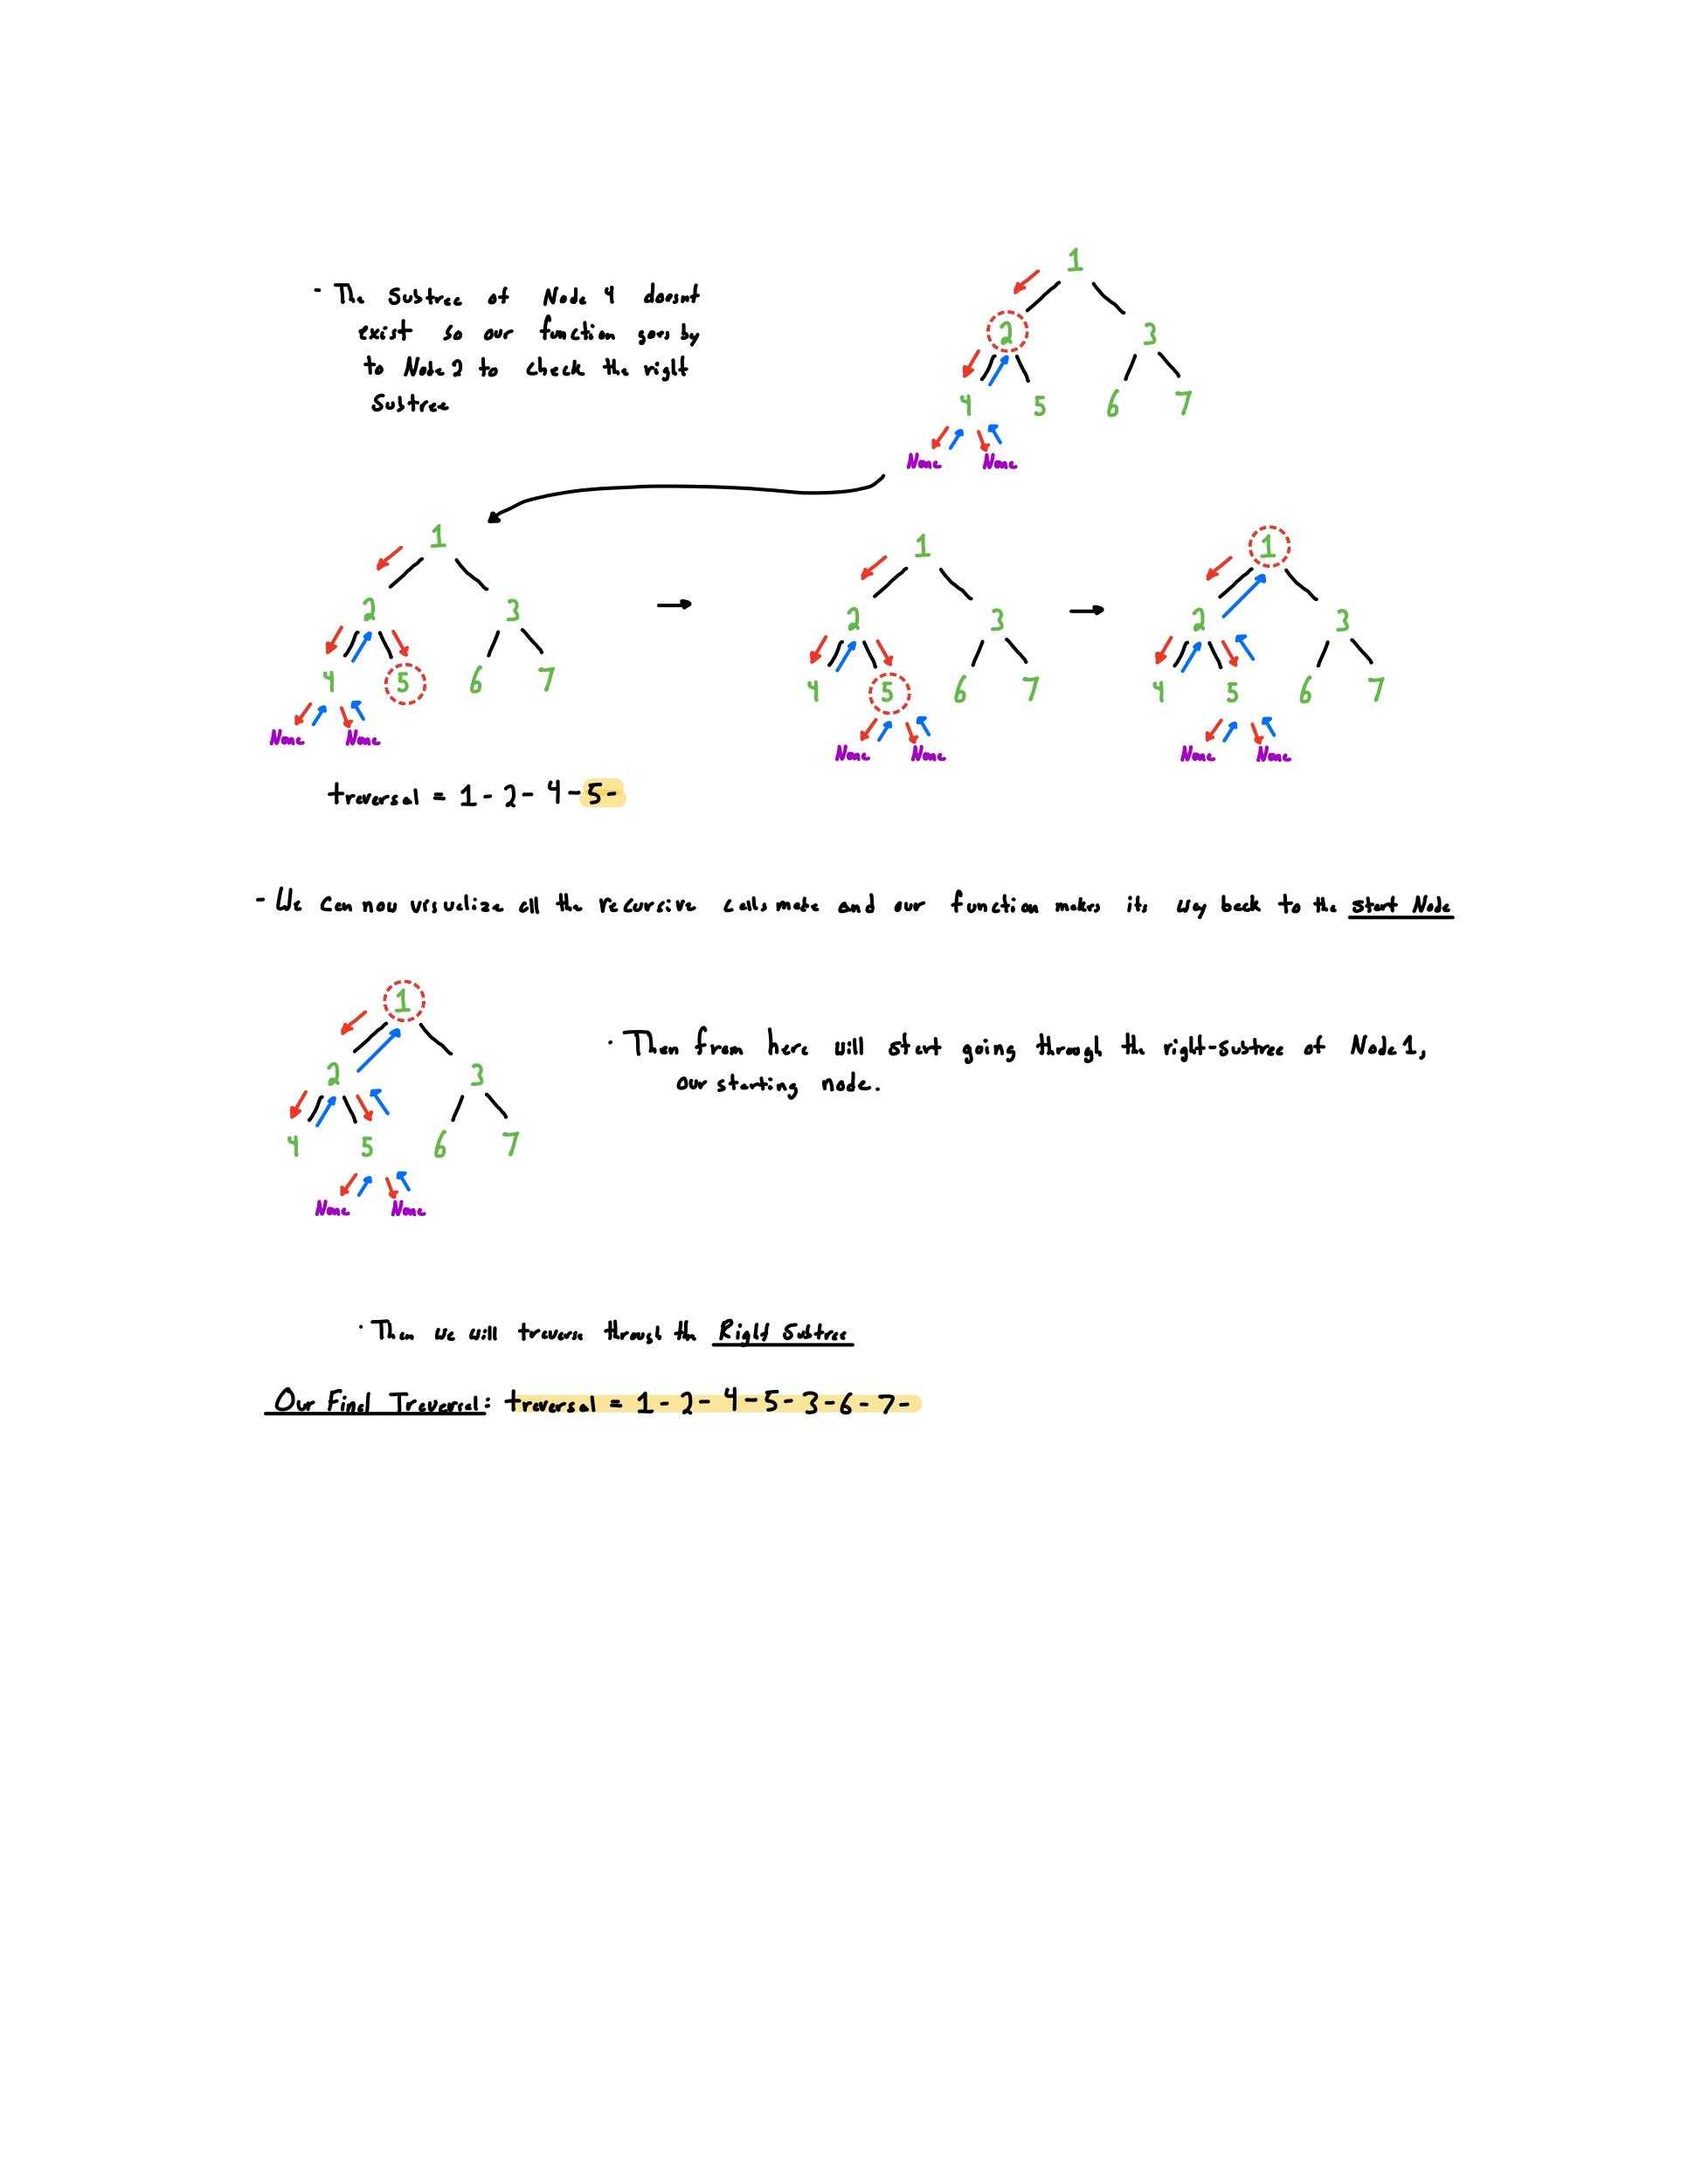 - The Subtree of Node 4 doesnt
exist so our function goes by
to Node 2 to check the right
Subtree
1
2 3
4 5 6 7
None None
1
2 3
4 5 6 7
None None
1
2 3
4 5 6 7
None None
1
2 3
4 5 6 7
None None
traversal = 1 - 2 - 4 - 5 -
- We can now visualize all the recursive calls made and our function makes its way back to the start Node
1
2 3
4 5 6 7
None None
· Then from here will start going through the right-subtree of Node 1,
our starting node.
· Then we will traverse through th Right Subtree
Our Final Traversal: traversal = 1 - 2 - 4 - 5 - 3 - 6 - 7 -